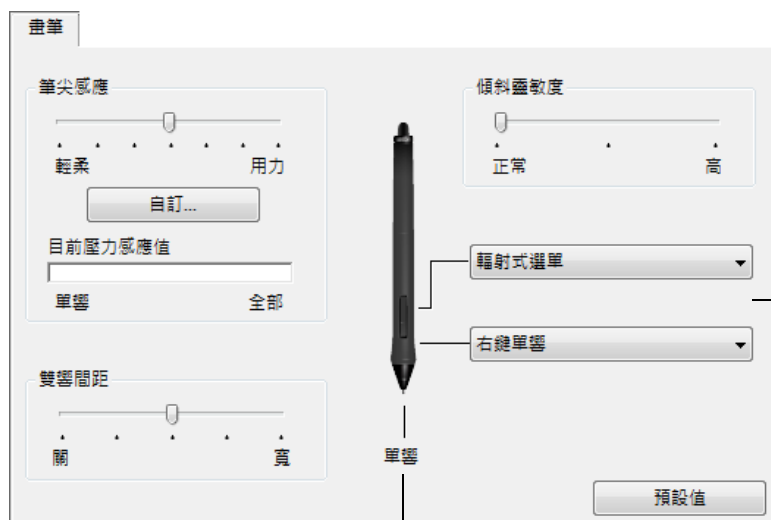 畫筆
筆尖感應
輕柔 用力
自訂...
目前壓力感應值
單響 全部
雙響間距
關 寬
傾斜靈敏度
正常 高
輻射式選單
右鍵單響
單響
預設值